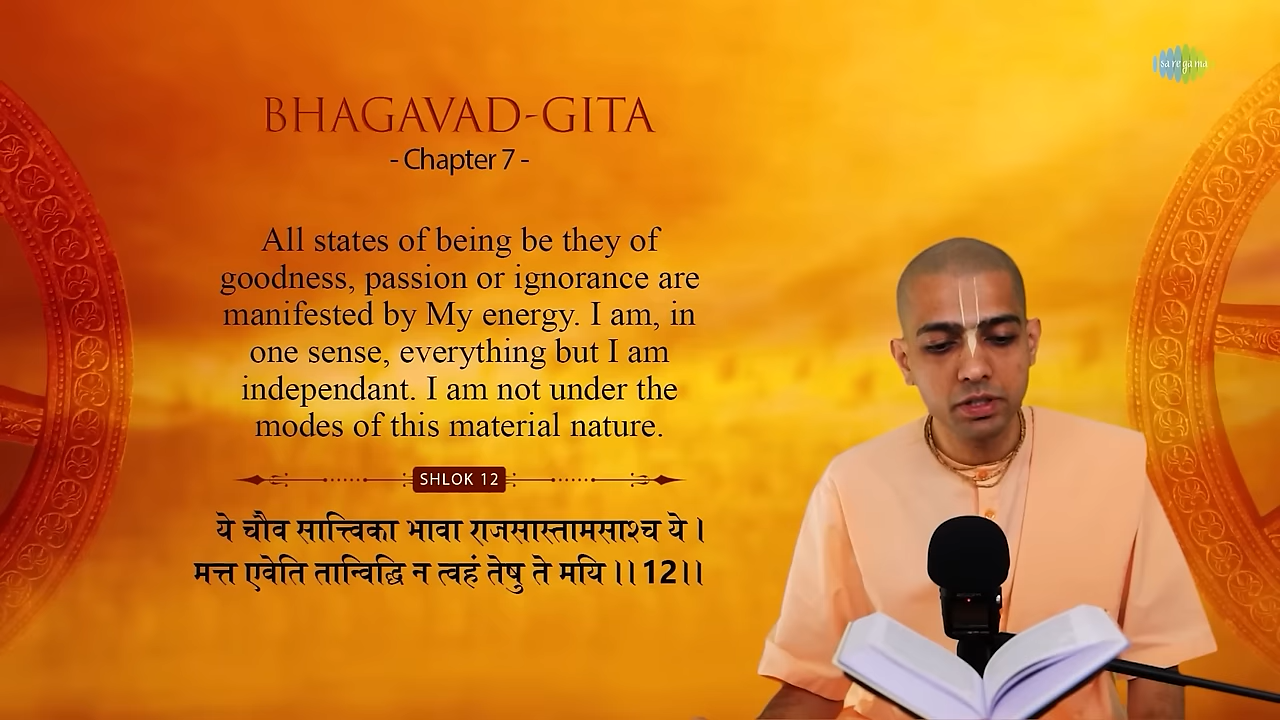 saregama
BHAGAVAD-GITA
- Chapter 7 -
All states of being be they of
goodness, passion or ignorance are
manifested by My energy. I am, in
one sense, everything but I am
independant. I am not under the
modes of this material nature.
SHLOK 12
ये चौव सात्त्विका भावा राजसास्तामसाश्च ये ।
मत्त एवेति तान्विद्धि न त्वहं तेषु ते मयि ।। 12।।